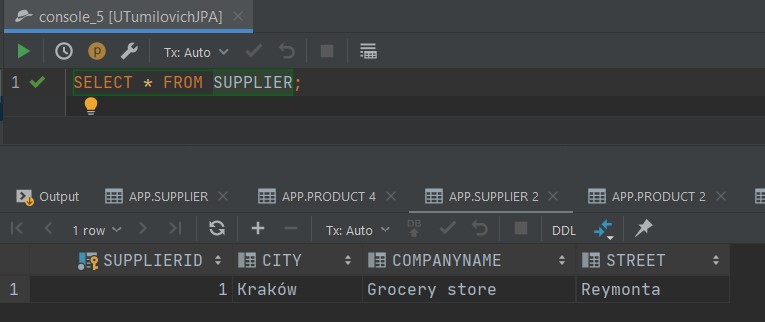 console_5 [UTumilovichJPA]
p Tx: Auto
1 SELECT * FROM SUPPLIER;
Output APP.SUPPLIER APP.PRODUCT 4 APP.SUPPLIER 2 APP.PRODUCT 2
1 row Tx: Auto DB DDL
SUPPLIERID CITY COMPANYNAME STREET
1 1 Kraków Grocery store Reymonta